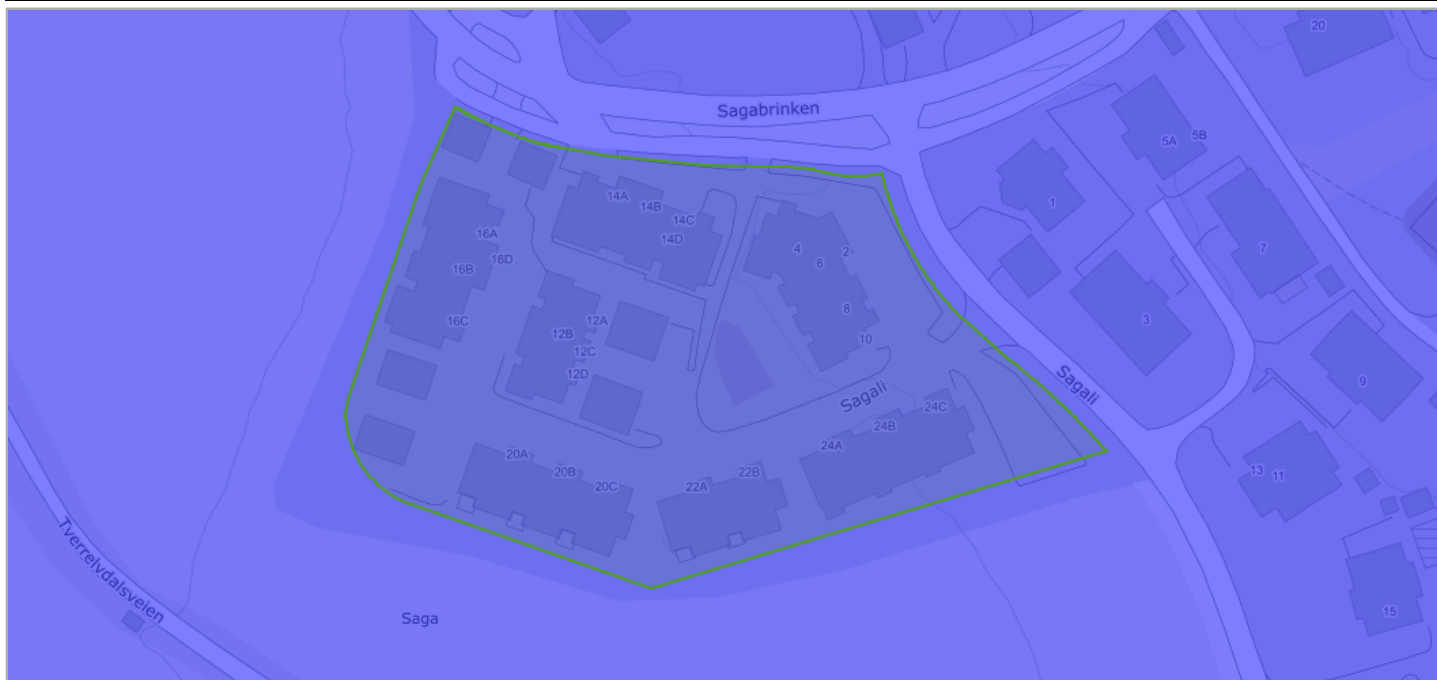 20
Sagabrinken
5A
5B
14A
14B
14C
14D
1
16A
16D
16B
16C
4
6
2
8
10
7
3
12A
12B
12C
12D
Sagali
Sagali
9
24C
24B
24A
20A
20B
20C
22B
22A
13
11
Tverrelvdalsveien
Saga
15